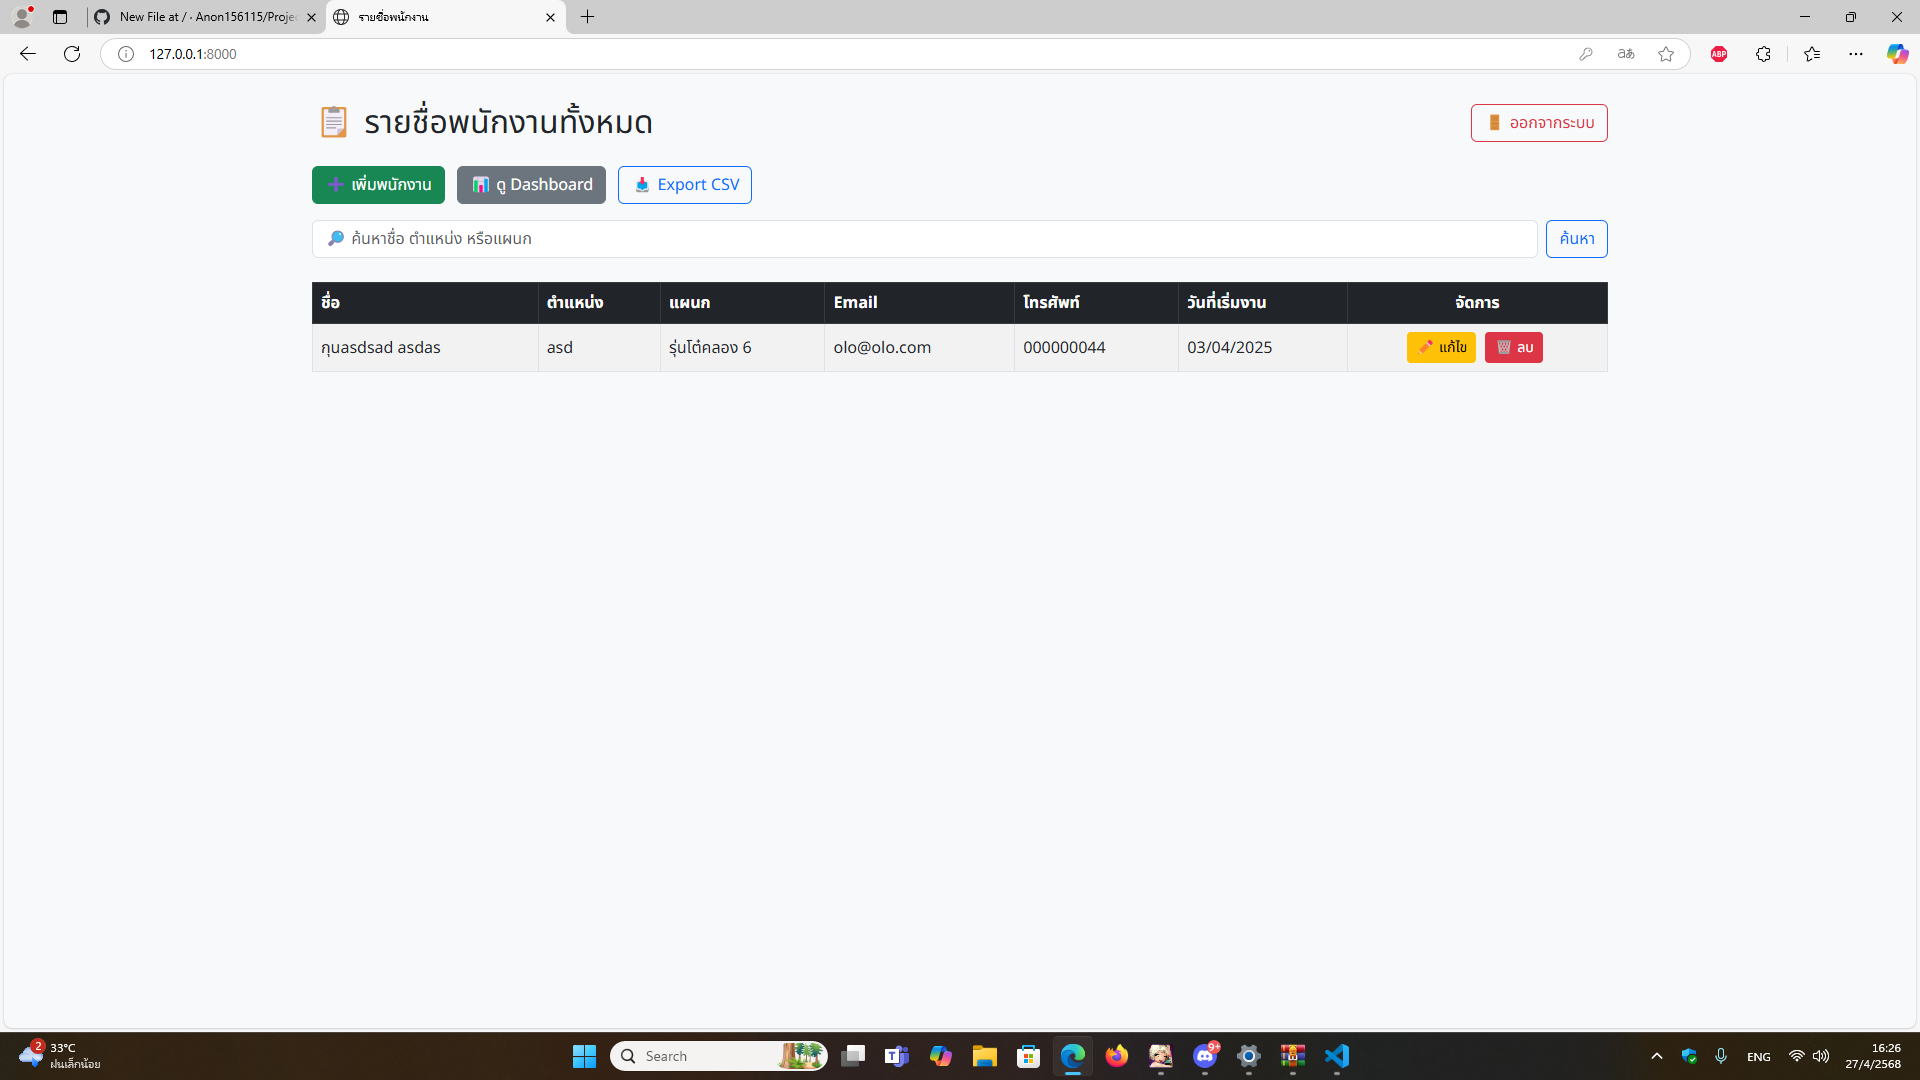 New File at / · Anon156115/Projec
รายชื่อพนักงาน
127.0.0.1:8000
รายชื่อพนักงานทั้งหมด
ออกจากระบบ
เพิ่มพนักงาน
ดู Dashboard
Export CSV
ค้นหาชื่อ ตำแหน่ง หรือแผนก
ค้นหา
ชื่อ ตำแหน่ง แผนก Email โทรศัพท์ วันที่เริ่มงาน จัดการ
กุนasdsad asdas asd รุ่นโต๋คลอง 6 olo@olo.com 000000044 03/04/2025 แก้ไข ลบ
2
33°C
ฝนเล็กน้อย
Search
9+
ENG
16:26
27/4/2568
ABP